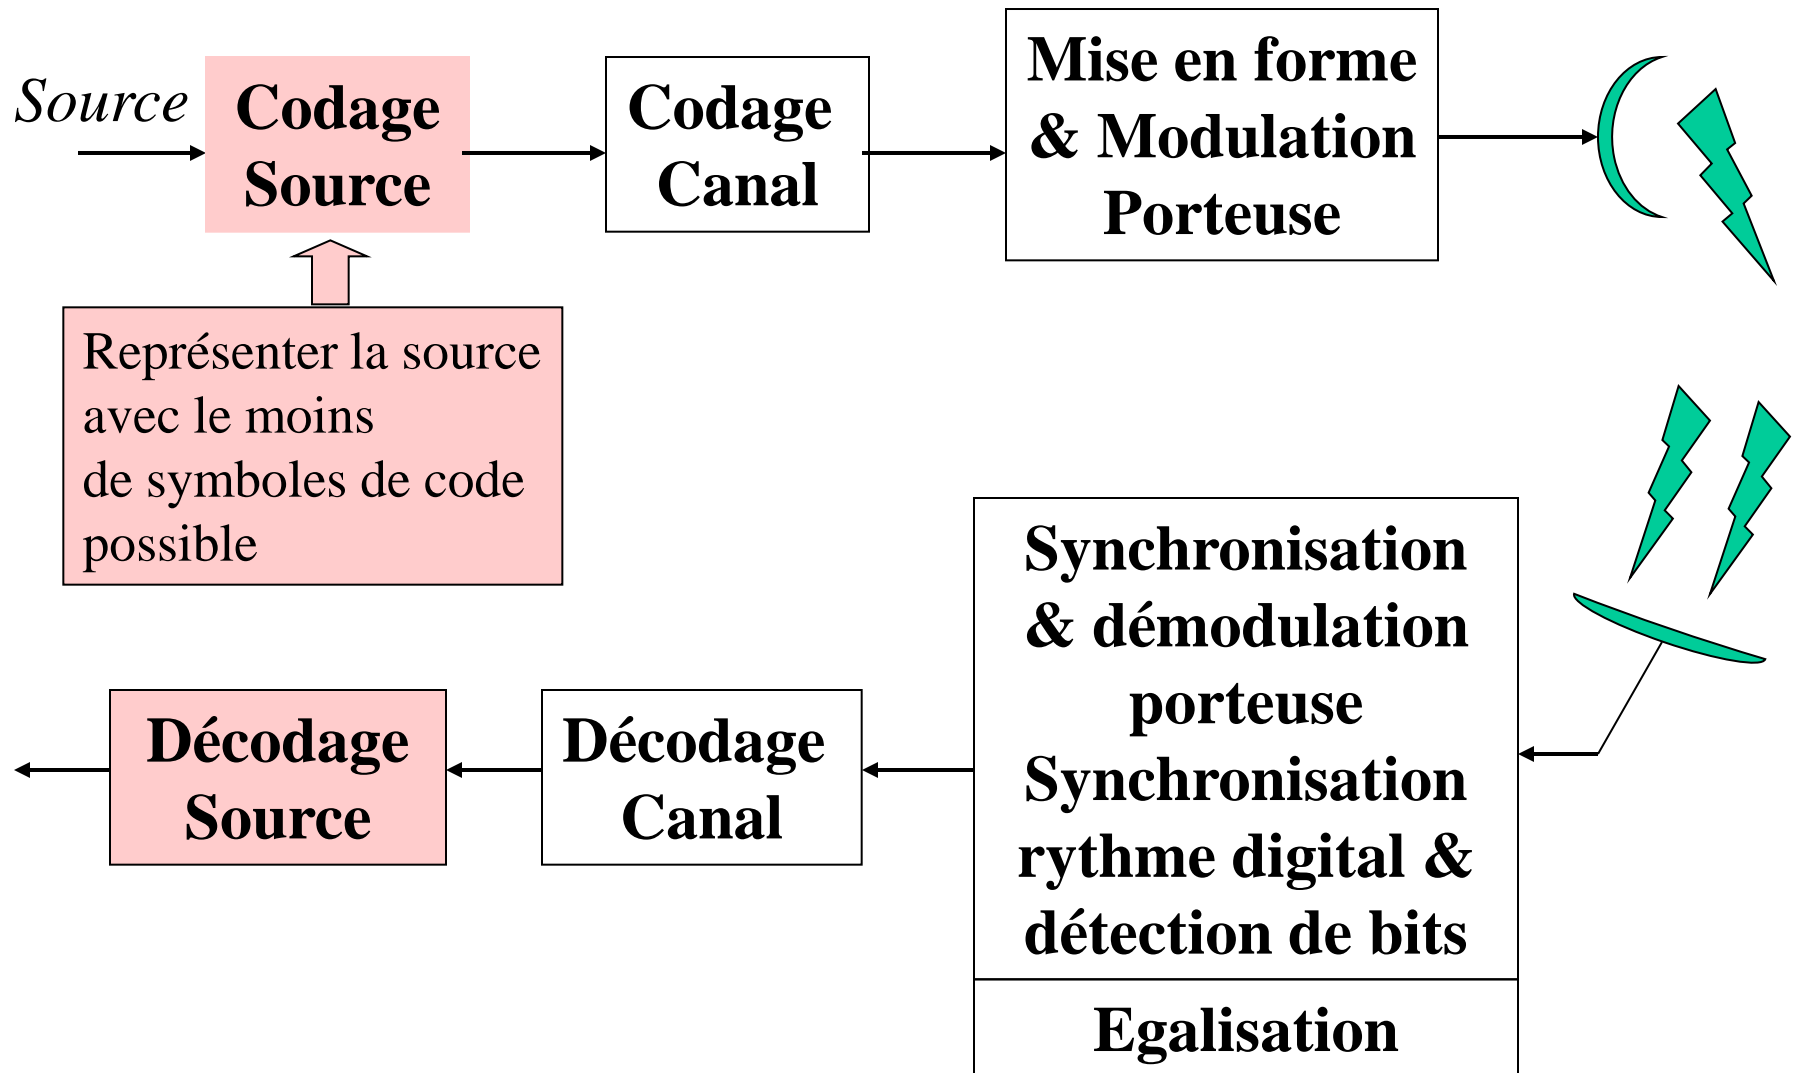 Source
Codage
Source
Codage
Canal
Mise en forme
& Modulation
Porteuse
Représenter la source
avec le moins
de symboles de code
possible
Synchronisation
& démodulation
porteuse
Synchronisation
rythme digital &
détection de bits
Egalisation
Décodage
Canal
Décodage
Source